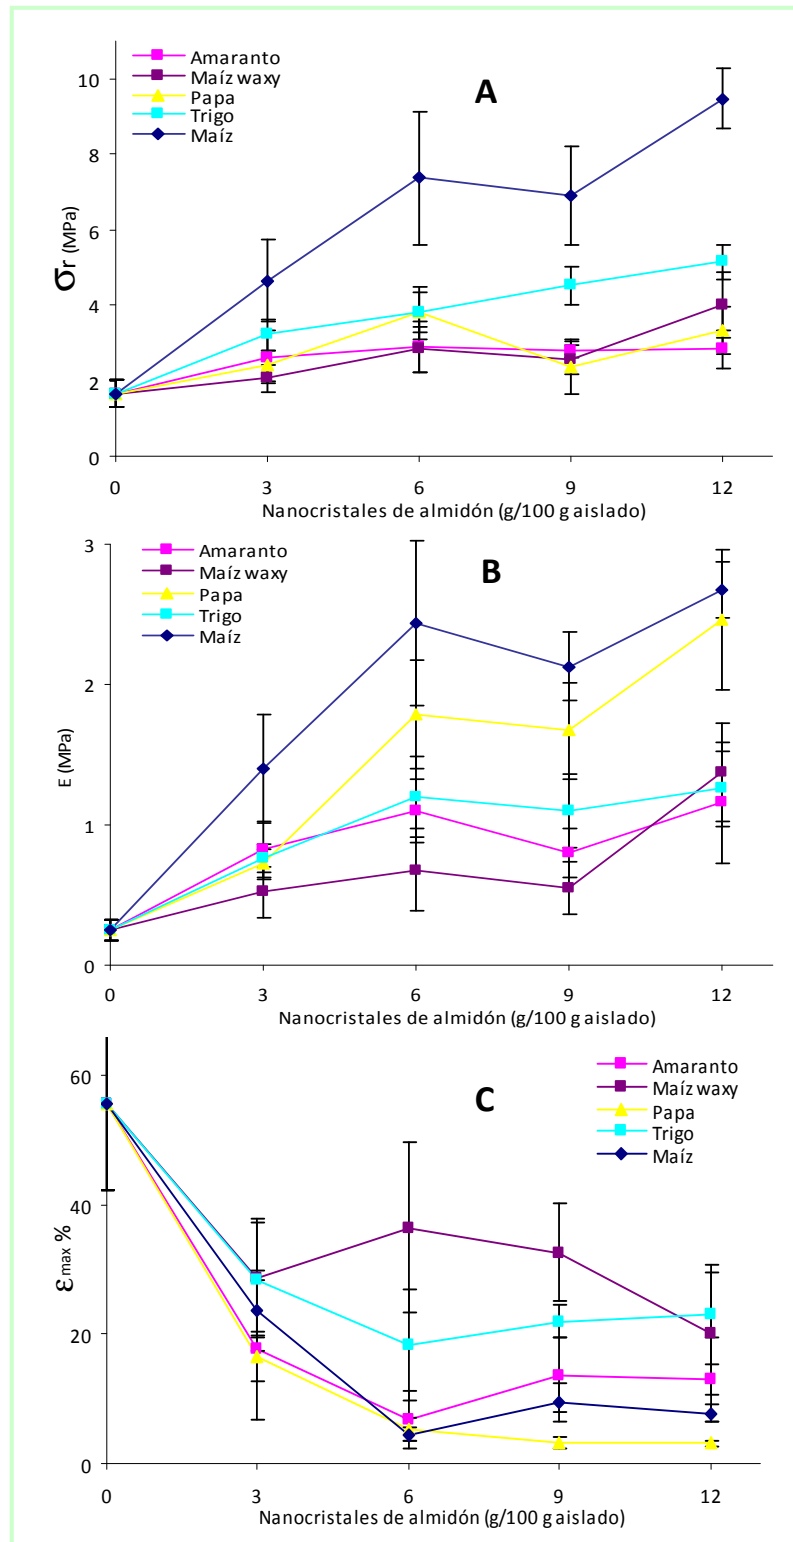 Amaranto
Maíz waxy
Papa
Trigo
Maíz
A
10
8
6
4
2
0
σr (MPa)
0 3 6 9 12
Nanocristales de almidón (g/100 g aislado)
Amaranto
Maíz waxy
Papa
Trigo
Maíz
B
3
2
1
0
E (MPa)
0 3 6 9 12
Nanocristales de almidón (g/100 g aislado)
Amaranto
Maíz waxy
Papa
Trigo
Maíz
C
60
40
20
0
εmax %
0 3 6 9 12
Nanocristales de almidón (g/100 g aislado)